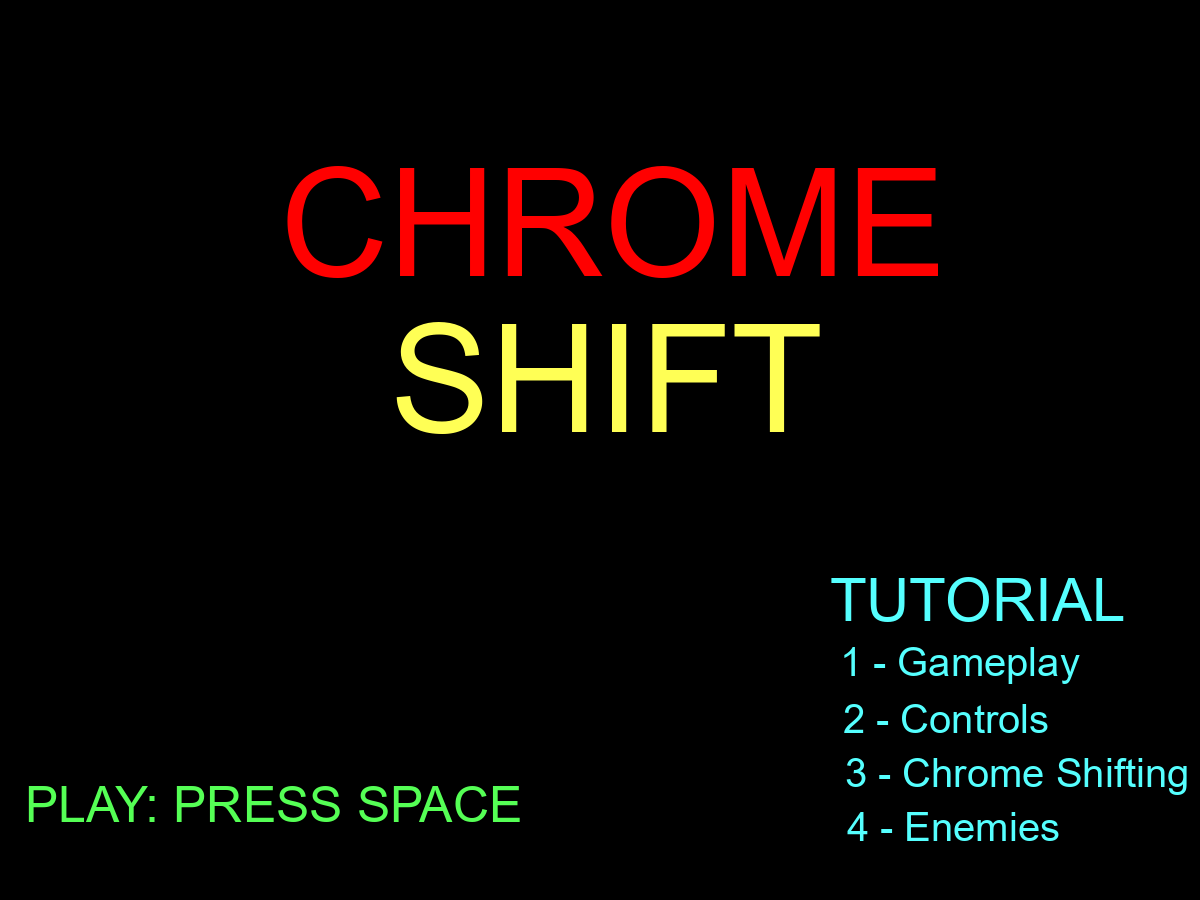 CHROME
SHIFT
TUTORIAL
1 - Gameplay
2 - Controls
3 - Chrome Shifting
PLAY: PRESS SPACE
4 - Enemies